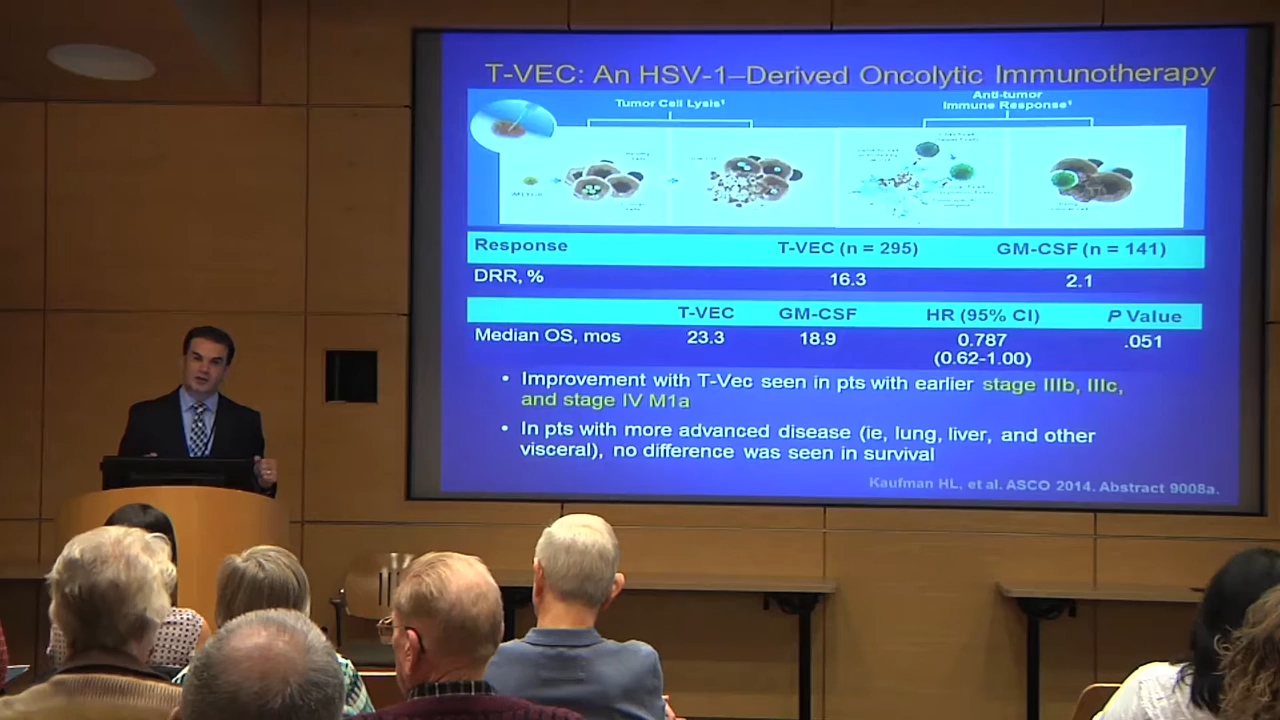 T-VEC: An HSV-1–Derived Oncolytic Immunotherapy
Tumor Cell Lysis¹
Anti-tumor
Immune Response¹
Response T-VEC (n = 295) GM-CSF (n = 141)
DRR, % 16.3 2.1
T-VEC GM-CSF HR (95% CI) P Value
Median OS, mos 23.3 18.9 0.787 .051
(0.62-1.00)
• Improvement with T-Vec seen in pts with earlier stage IIIb, IIIc,
and stage IV M1a
• In pts with more advanced disease (ie, lung, liver, and other
visceral), no difference was seen in survival
Kaufman HL, et al. ASCO 2014. Abstract 9008a.